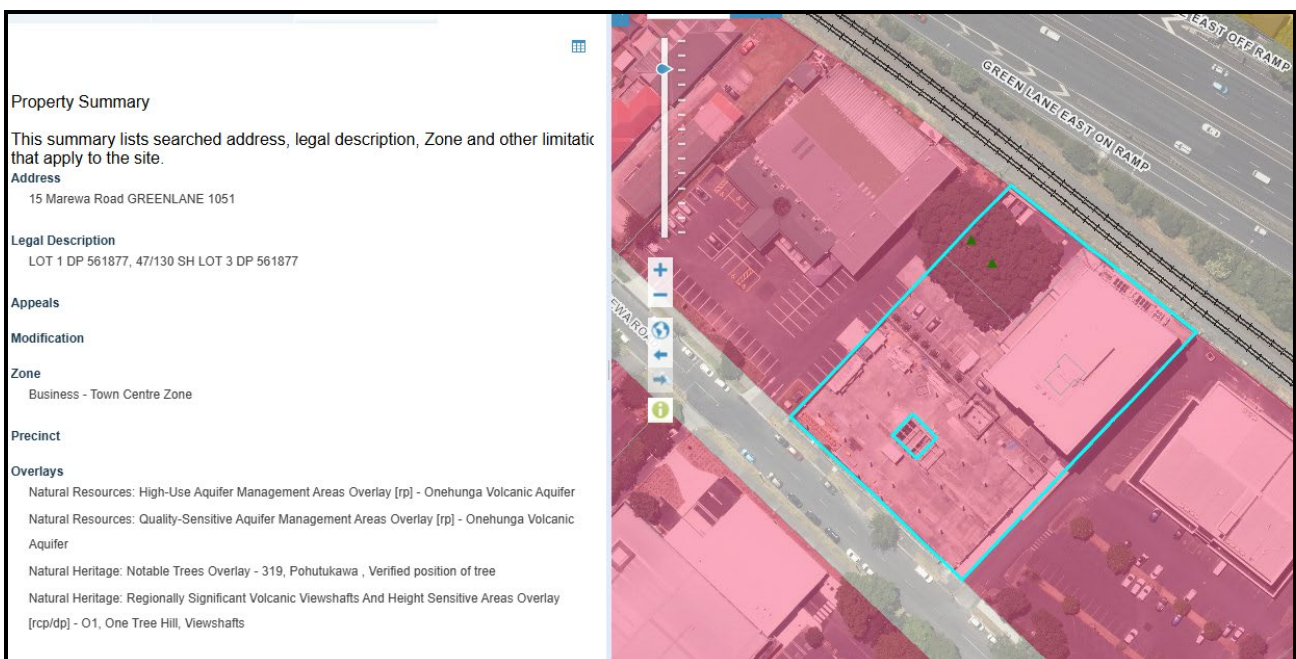 Property Summary
This summary lists searched address, legal description, Zone and other limitatic
that apply to the site.
Address
15 Marewa Road GREENLANE 1051
Legal Description
LOT 1 DP 561877, 47/130 SH LOT 3 DP 561877
Appeals
Modification
Zone
Business - Town Centre Zone
Precinct
Overlays
Natural Resources: High-Use Aquifer Management Areas Overlay [rp] - Onehunga Volcanic Aquifer
Natural Resources: Quality-Sensitive Aquifer Management Areas Overlay [rp] - Onehunga Volcanic
Aquifer
Natural Heritage: Notable Trees Overlay - 319, Pohutukawa , Verified position of tree
Natural Heritage: Regionally Significant Volcanic Viewshafts And Height Sensitive Areas Overlay
[rcp/dp] - O1, One Tree Hill, Viewshafts
E EAST OFF RAMP
GREEN LANE EAST ON RAMP
EWA ROA